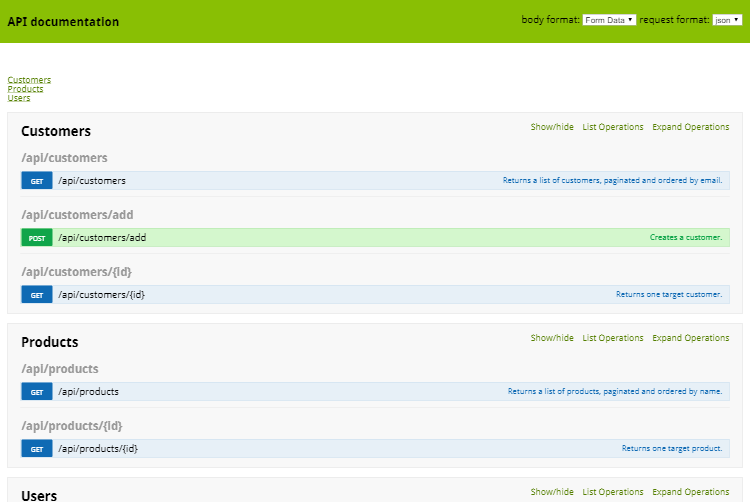 API documentation
body format: Form Data request format: json
Customers
Products
Users
Customers
Show/hide List Operations Expand Operations
/api/customers
GET /api/customers Returns a list of customers, paginated and ordered by email.
/api/customers/add
POST /api/customers/add Creates a customer.
/api/customers/{id}
GET /api/customers/{id} Returns one target customer.
Products
Show/hide List Operations Expand Operations
/api/products
GET /api/products Returns a list of products, paginated and ordered by name.
/api/products/{id}
GET /api/products/{id} Returns one target product.
Users
Show/hide List Operations Expand Operations